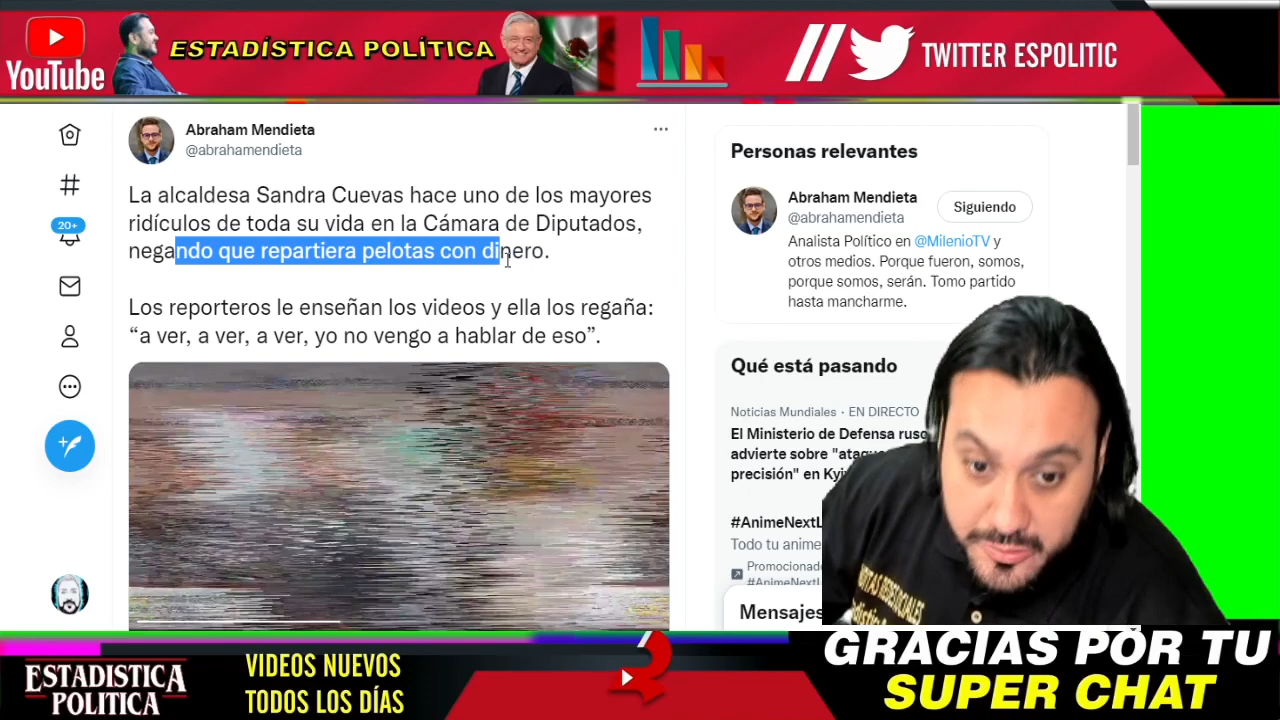 YouTube
ESTADÍSTICA POLÍTICA
TWITTER ESPOLITIC
Abraham Mendieta
@abrahamendieta
La alcaldesa Sandra Cuevas hace uno de los mayores
ridículos de toda su vida en la Cámara de Diputados,
negando que repartiera pelotas con dinero.
Los reporteros le enseñan los videos y ella los regaña:
“a ver, a ver, a ver, yo no vengo a hablar de eso”.
20+
Personas relevantes
Abraham Mendieta
@abrahamendieta
Siguiendo
Analista Político en @MilenioTV y
otros medios. Porque fueron, somos,
porque somos, serán. Tomo partido
hasta mancharme.
Qué está pasando
Noticias Mundiales · EN DIRECTO
El Ministerio de Defensa
advierte sobre
precisión" en
Todo tu anime
Mensajes
ESTADISTICA
POLITICA
VIDEOS NUEVOS
TODOS LOS DÍAS
GRACIAS POR TU
SUPER CHAT